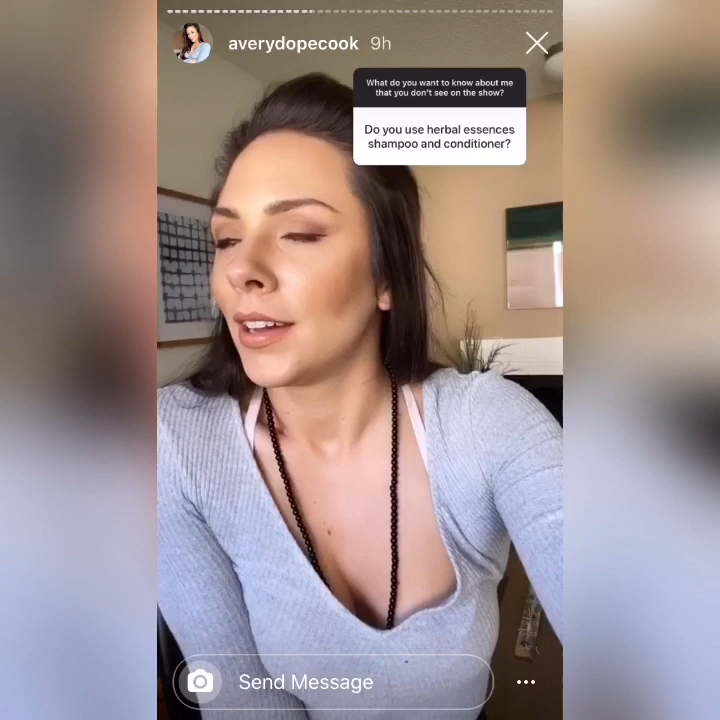 averydopecook 9h
What do you want to know about me
that you don't see on the show?
Do you use herbal essences
shampoo and conditioner?
Send Message